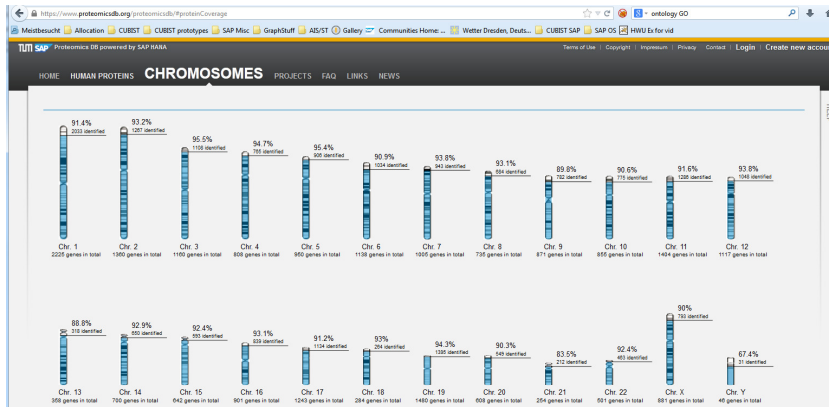 https://www.proteomicsdb.org/proteomicsdb/#proteinCoverage
ontology GO
Meistbesucht Allocation CUBIST CUBIST prototypes SAP Misc GraphStuff AIS/ST Gallery Communities Home: ... Wetter Dresden, Deuts... CUBIST SAP SAP OS HWU Ex for vid
TUM SAP Proteomics DB powered by SAP HANA
Terms of Use | Copyright | Impressum | Privacy Contact | Login | Create new accou
HOME HUMAN PROTEINS CHROMOSOMES PROJECTS FAQ LINKS NEWS
91.4% 93.2% 95.5% 94.7% 95.4% 90.9% 93.8% 93.1% 89.8% 90.6% 91.6% 93.8%
2033 identified 1267 identified 1108 identified 765 identified 906 identified 1034 identified 943 identified 684 identified 782 identified 775 identified 1286 identified 1048 identified
Chr. 1 Chr. 2 Chr. 3 Chr. 4 Chr. 5 Chr. 6 Chr. 7 Chr. 8 Chr. 9 Chr. 10 Chr. 11 Chr. 12
2225 genes in total 1360 genes in total 1160 genes in total 808 genes in total 950 genes in total 1138 genes in total 1005 genes in total 735 genes in total 871 genes in total 855 genes in total 1404 genes in total 1117 genes in total
88.8% 92.9% 92.4% 93.1% 91.2% 93% 94.3% 90.3% 83.5% 92.4% 90% 67.4%
318 identified 650 identified 593 identified 839 identified 1134 identified 264 identified 1395 identified 549 identified 212 identified 463 identified 793 identified 31 identified
Chr. 13 Chr. 14 Chr. 15 Chr. 16 Chr. 17 Chr. 18 Chr. 19 Chr. 20 Chr. 21 Chr. 22 Chr. X Chr. Y
358 genes in total 700 genes in total 642 genes in total 901 genes in total 1243 genes in total 284 genes in total 1480 genes in total 608 genes in total 254 genes in total 501 genes in total 881 genes in total 46 genes in total